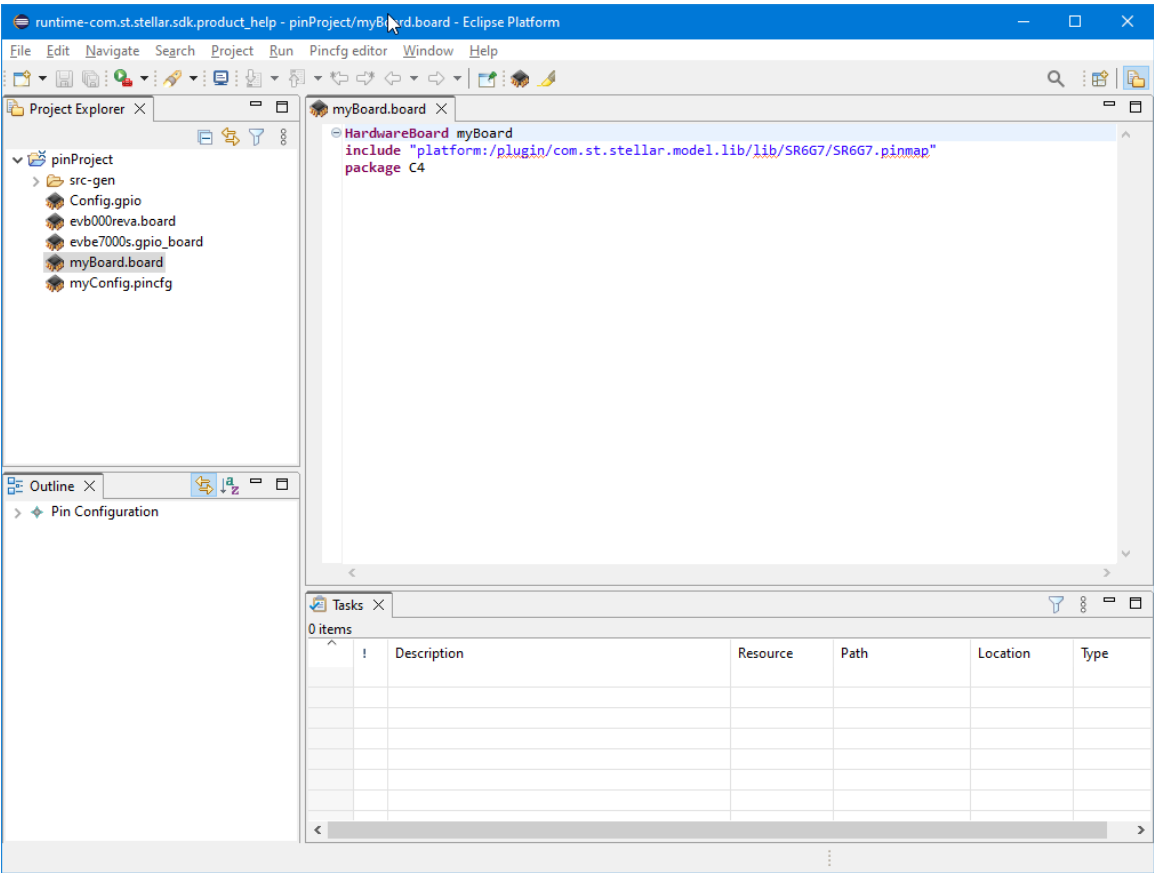 runtime-com.st.stellar.sdk.product_help - pinProject/myBoard.board - Eclipse Platform
File Edit Navigate Search Project Run Pincfg editor Window Help
Project Explorer
pinProject
src-gen
Config.gpio
evb000reva.board
evbe7000s.gpio_board
myBoard.board
myConfig.pincfg
myBoard.board
HardwareBoard myBoard
include "platform:/plugin/com.st.stellar.model.lib/lib/SR6G7/SR6G7.pinmap"
package C4
Outline
Pin Configuration
Tasks
0 items
! Description Resource Path Location Type